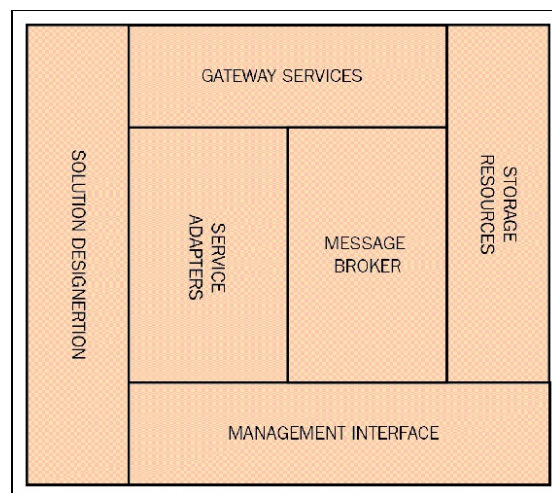 GATEWAY SERVICES
SOLUTION DESIGNERTION
SERVICE
ADAPTERS
MESSAGE
BROKER
STORAGE
RESOURCES
MANAGEMENT INTERFACE